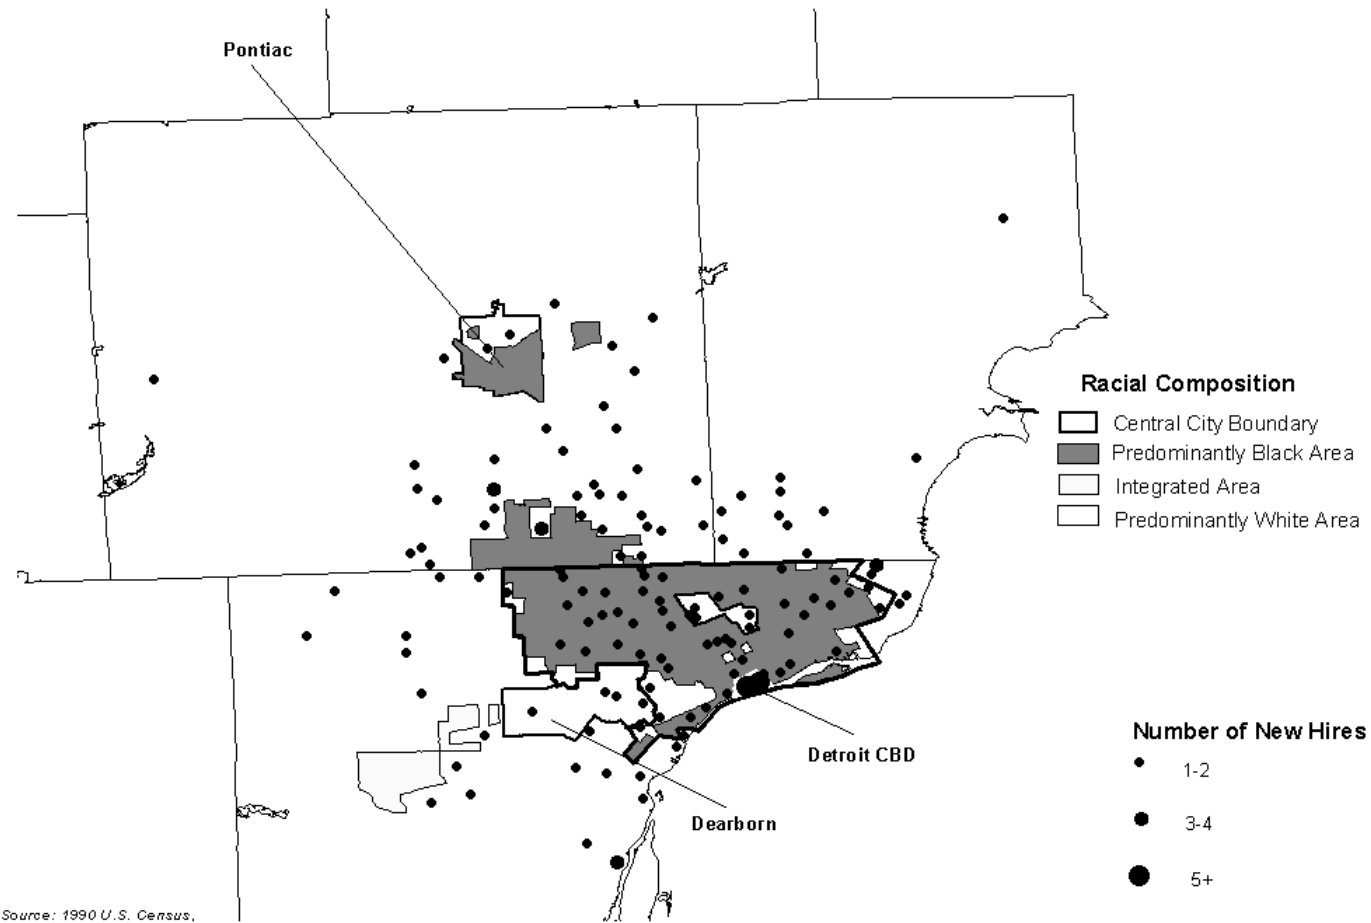 Pontiac
Racial Composition
Central City Boundary
Predominantly Black Area
Integrated Area
Predominantly White Area
Number of New Hires
1-2
3-4
5+
Detroit CBD
Dearborn
Source: 1990 U.S. Census,